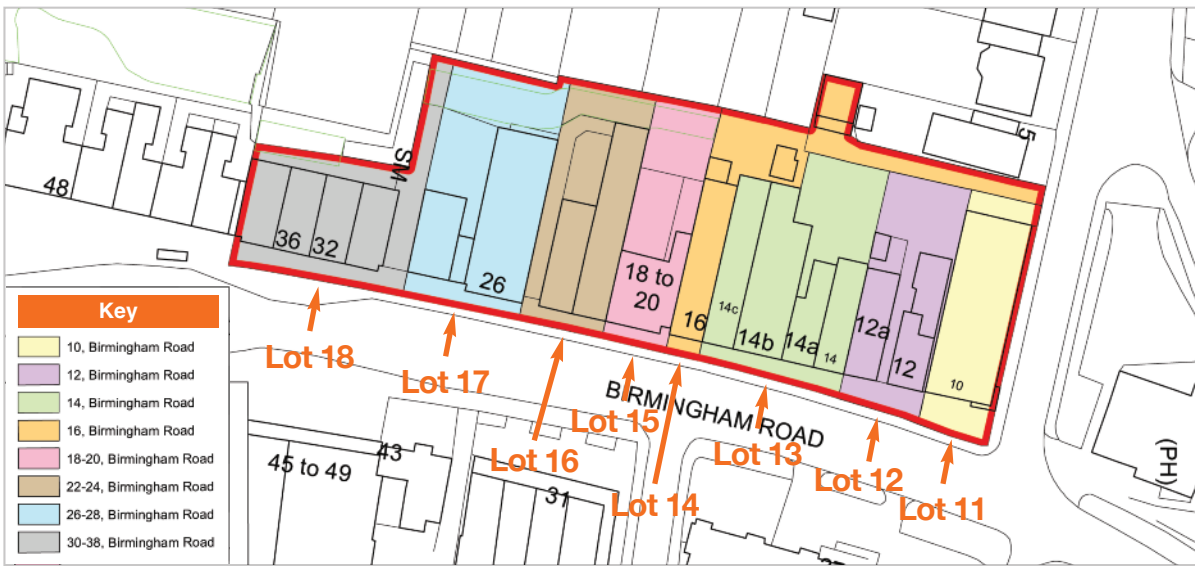 5
SM
48
36
32
26
18 to
20
16
14c
14b
14a
14
12a
12
10
Lot 18
Lot 17
Lot 16
Lot 15
Lot 14
Lot 13
Lot 12
Lot 11
BIRMINGHAM ROAD
45 to 49
43
31
(PH)
Key
10, Birmingham Road
12, Birmingham Road
14, Birmingham Road
16, Birmingham Road
18-20, Birmingham Road
22-24, Birmingham Road
26-28, Birmingham Road
30-38, Birmingham Road